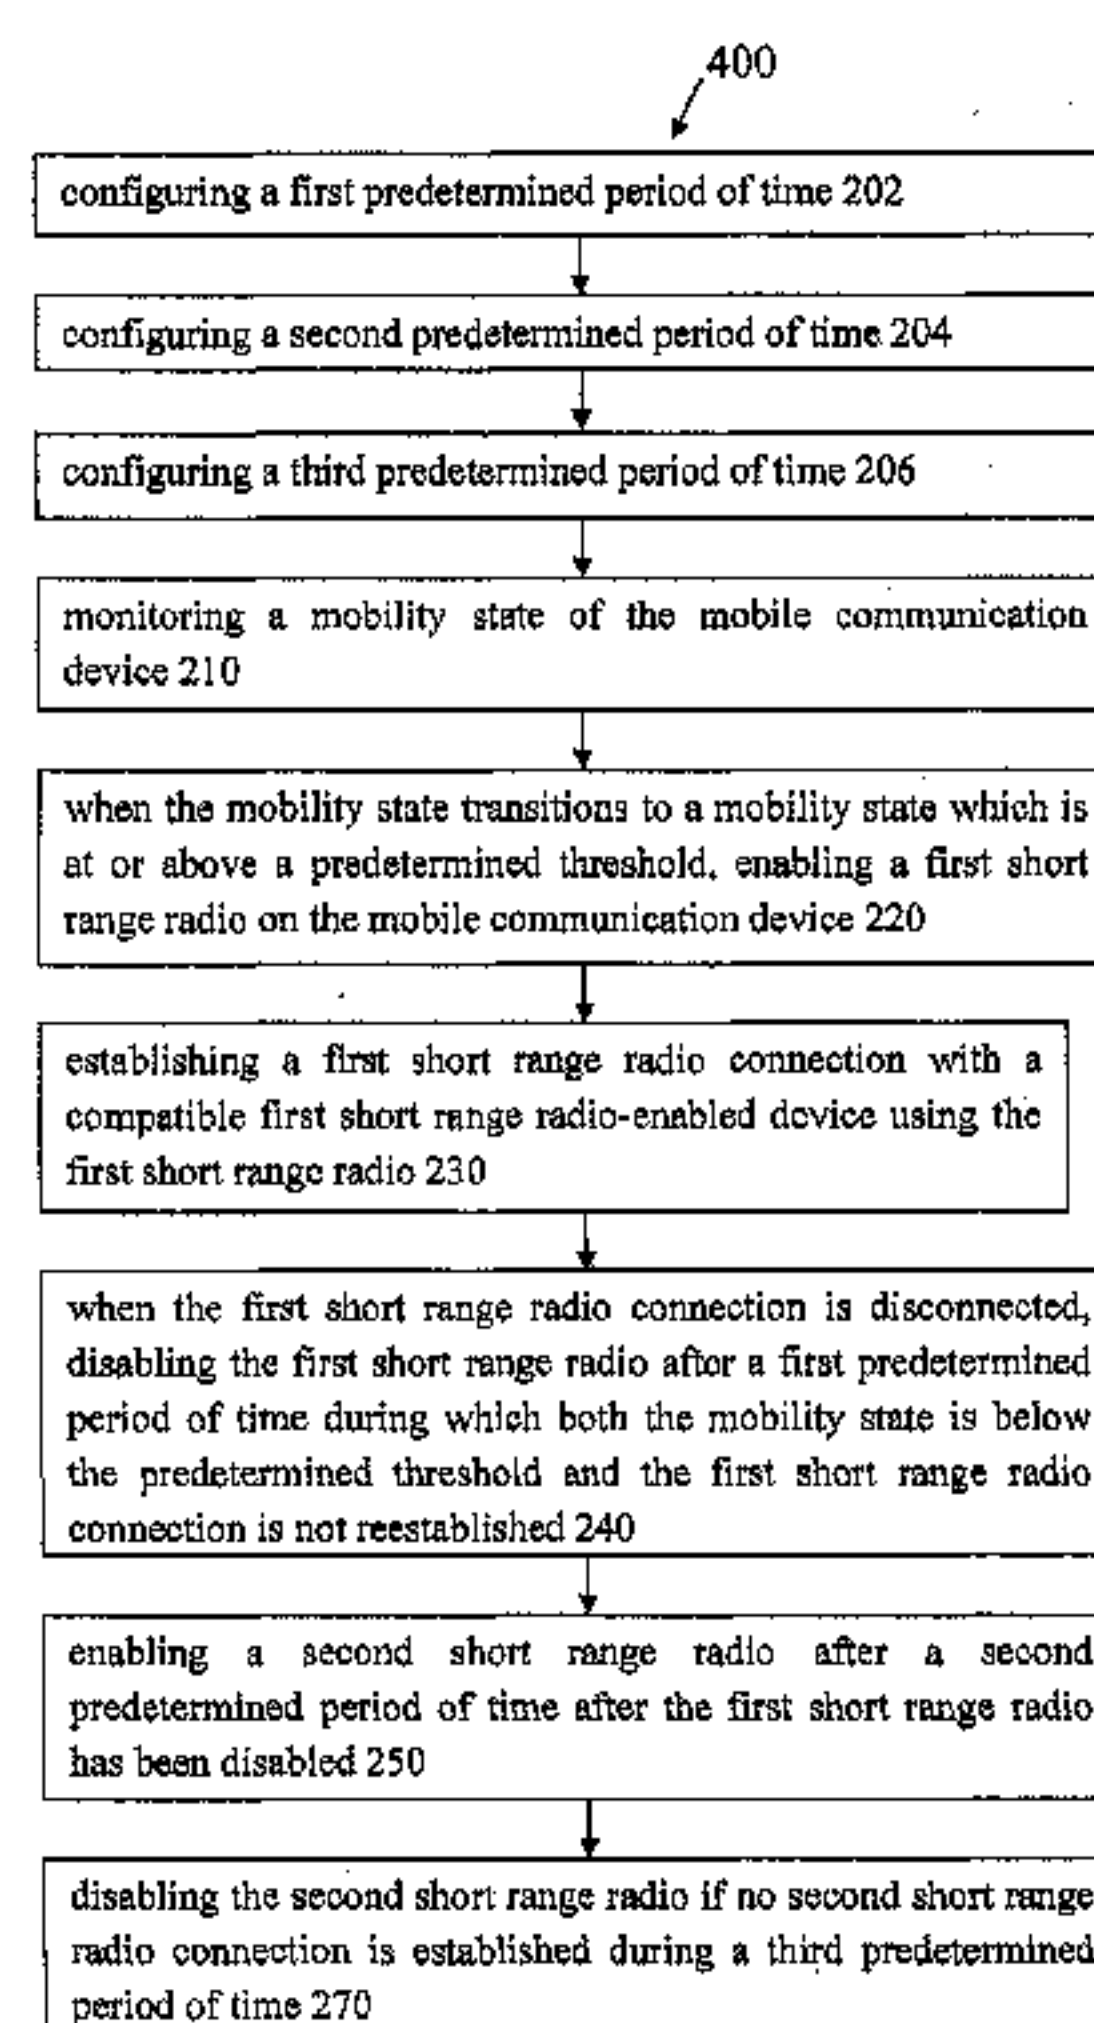 400
configuring a first predetermined period of time 202
configuring a second predetermined period of time 204
configuring a third predetermined period of time 206
monitoring a mobility state of the mobile communication
device 210
when the mobility state transitions to a mobility state which is
at or above a predetermined threshold, enabling a first short
range radio on the mobile communication device 220
establishing a first short range radio connection with a
compatible first short range radio-enabled device using the
first short range radio 230
when the first short range radio connection is disconnected,
disabling the first short range radio after a first predetermined
period of time during which both the mobility state is below
the predetermined threshold and the first short range radio
connection is not reestablished 240
enabling a second short range radio after a second
predetermined period of time after the first short range radio
has been disabled 250
disabling the second short range radio if no second short range
radio connection is established during a third predetermined
period of time 270